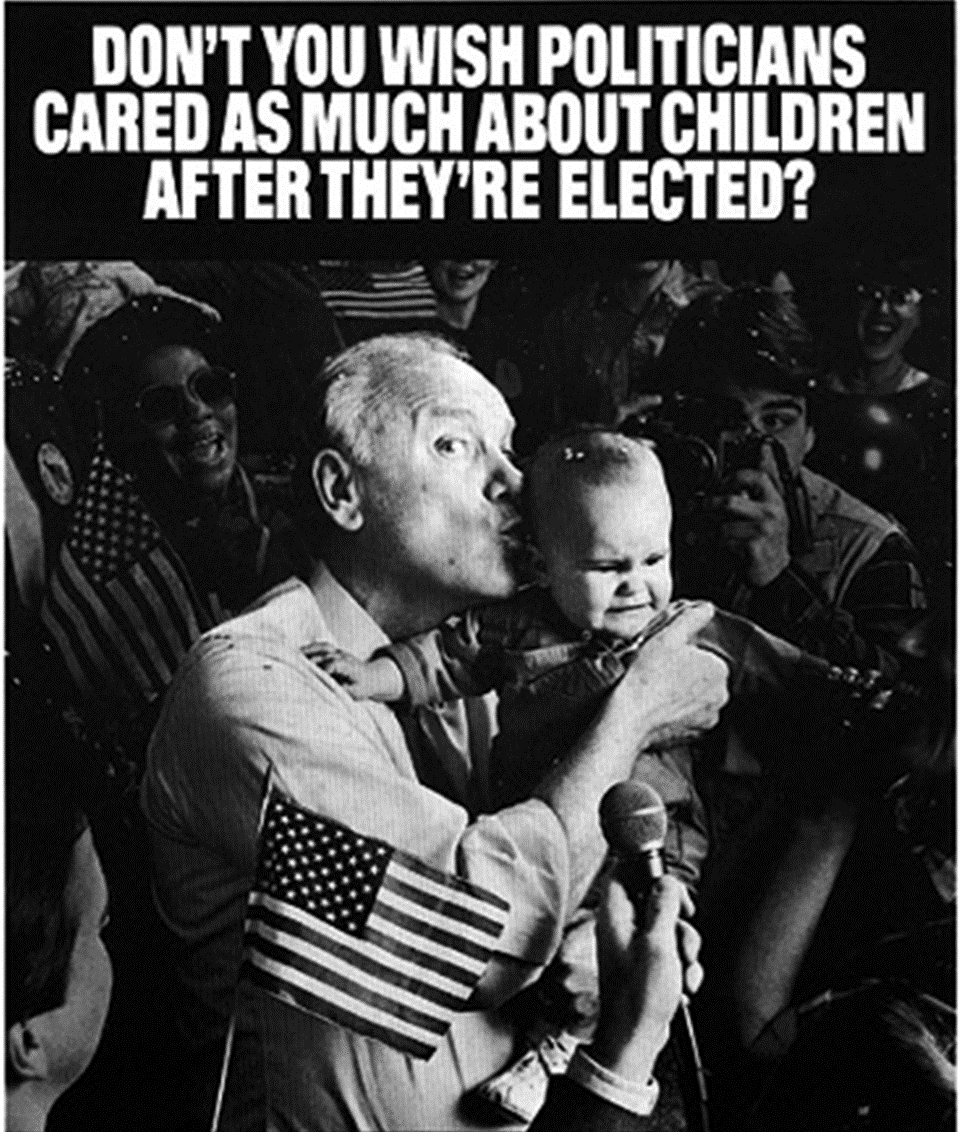 DON'T YOU WISH POLITICIANS
CARED AS MUCH ABOUT CHILDREN
AFTER THEY'RE ELECTED?